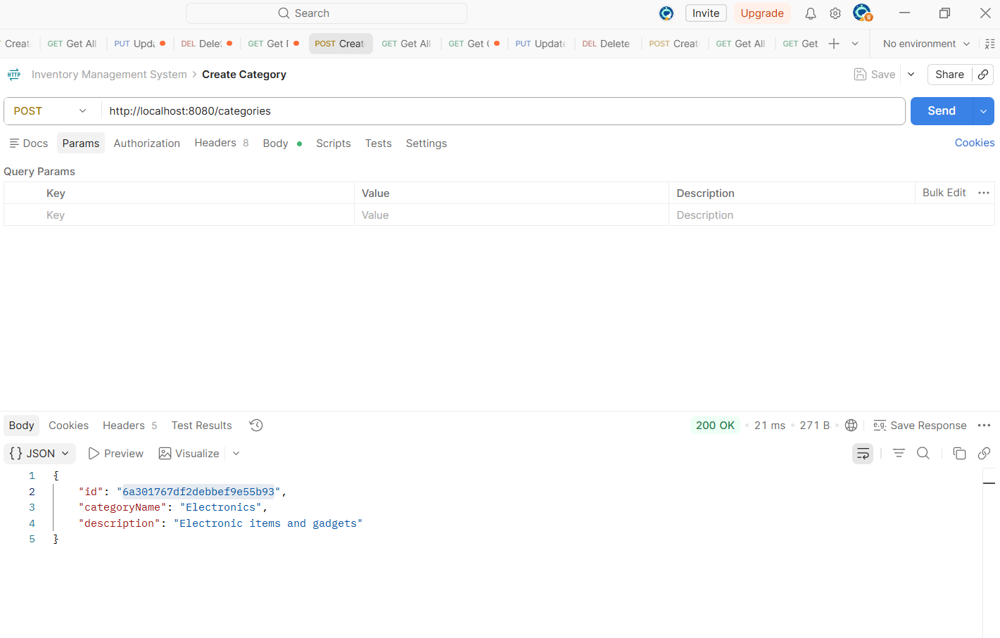 Search
Invite
Upgrade
Creat
GET Get All
PUT Upda
DEL Delet
GET Get
POST Creat
GET Get All
GET Get
PUT Update
DEL Delete
POST Creat
GET Get All
GET Get
No environment
HTTP
Inventory Management System > Create Category
Save
Share
POST
http://localhost:8080/categories
Send
Docs
Params
Authorization
Headers 8
Body
Scripts
Tests
Settings
Cookies
Query Params
Key Value Description Bulk Edit
Key Value Description
Body
Cookies
Headers 5
Test Results
200 OK • 21 ms • 271 B
e.g. Save Response
{} JSON
Preview
Visualize
1 {
2 "id": "6a301767df2debbef9e55b93",
3 "categoryName": "Electronics",
4 "description": "Electronic items and gadgets"
5 }